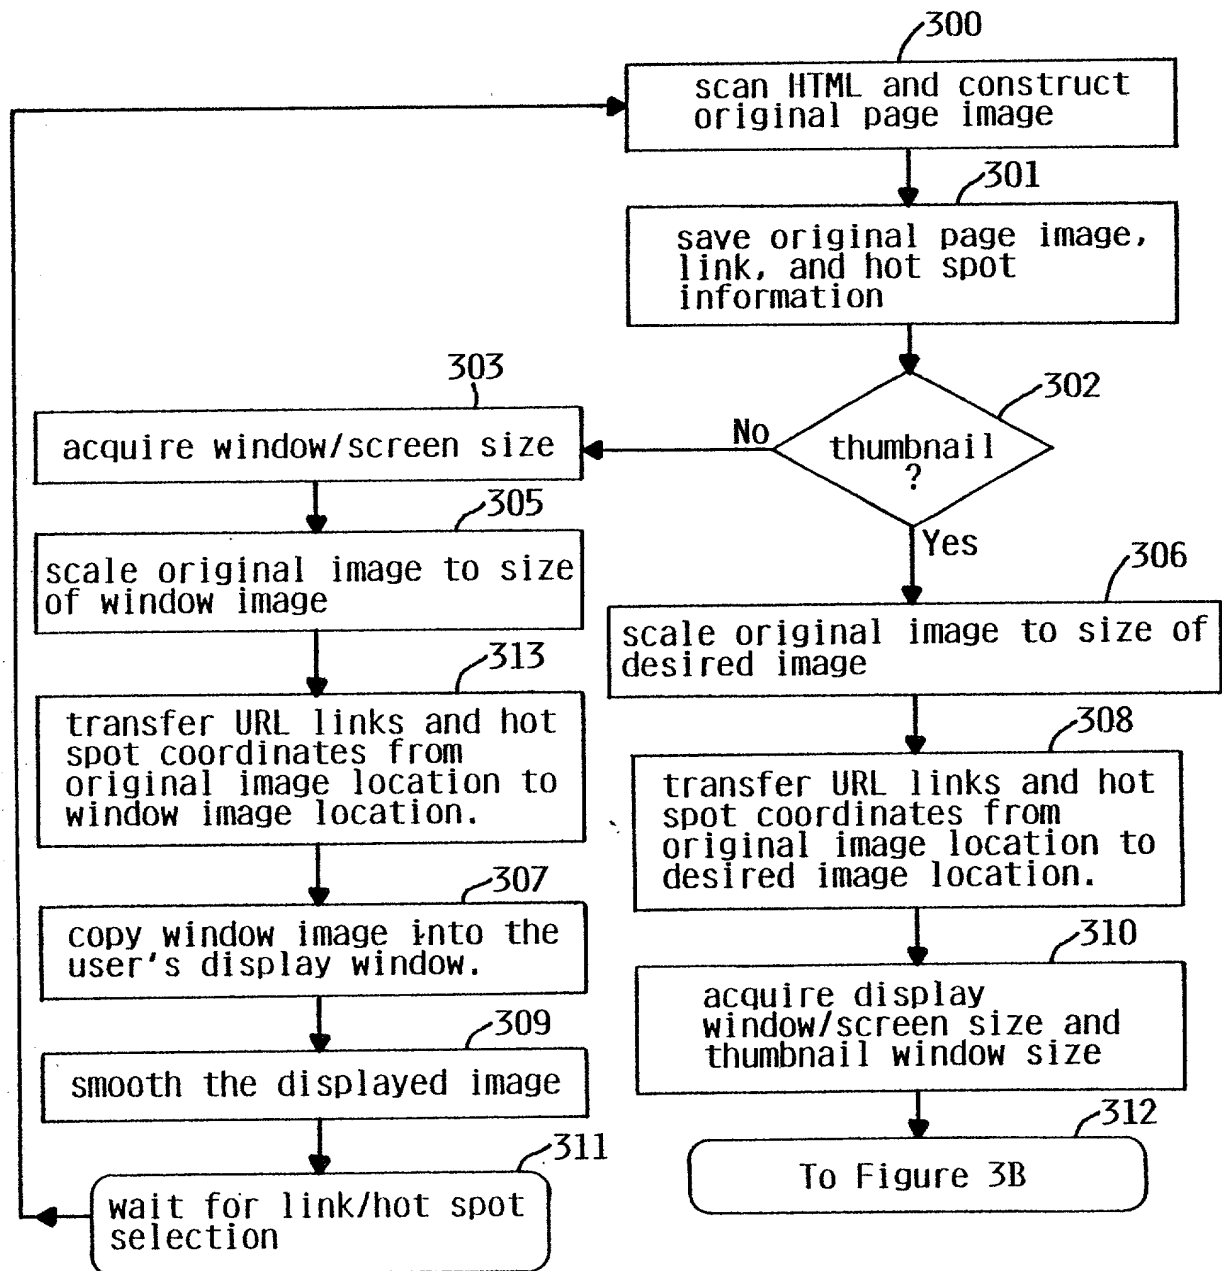 300
scan HTML and construct
original page image
301
save original page image,
link, and hot spot
information
302
thumbnail
?
No
Yes
303
acquire window/screen size
305
scale original image to size
of window image
313
transfer URL links and hot
spot coordinates from
original image location to
window image location.
307
copy window image into the
user's display window.
309
smooth the displayed image
311
wait for link/hot spot
selection
306
scale original image to size of
desired image
308
transfer URL links and hot
spot coordinates from
original image location to
desired image location.
310
acquire display
window/screen size and
thumbnail window size
312
To Figure 3B